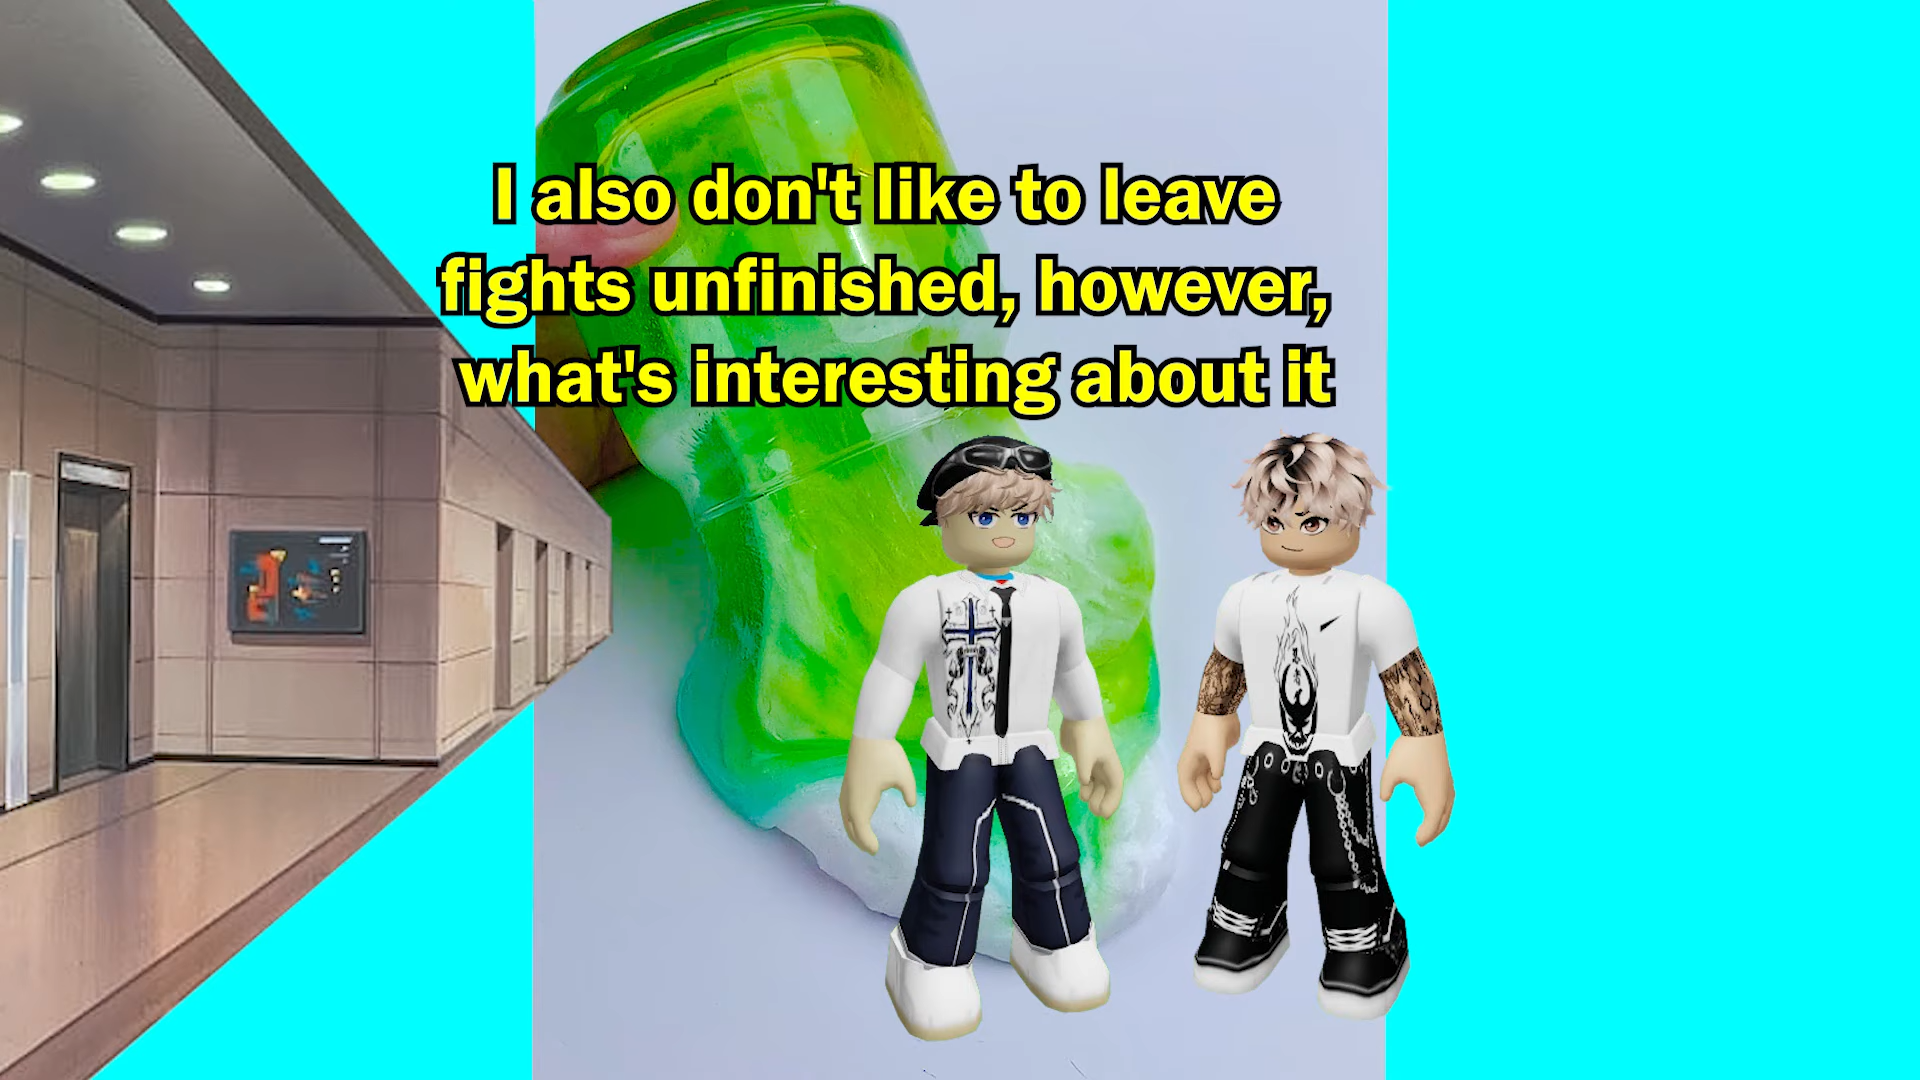 I also don't like to leave
fights unfinished, however,
what's interesting about it